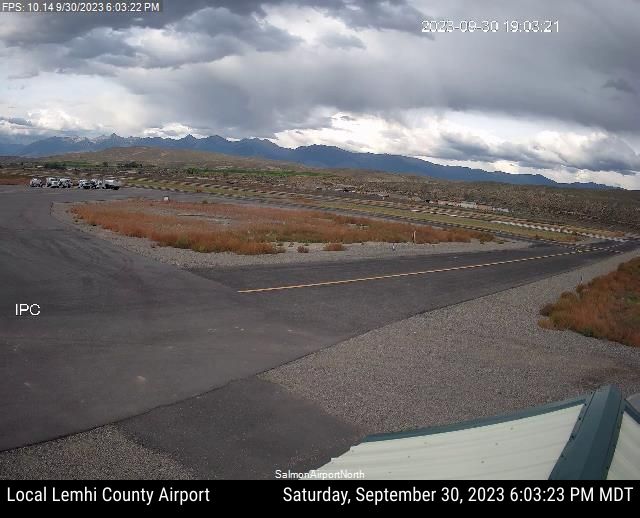 FPS: 10.14 9/30/2023 6:03:22 PM
2023-09-30 19:03:21
IPC
SalmonAirportNorth
Local Lemhi County Airport
Saturday, September 30, 2023 6:03:23 PM MDT